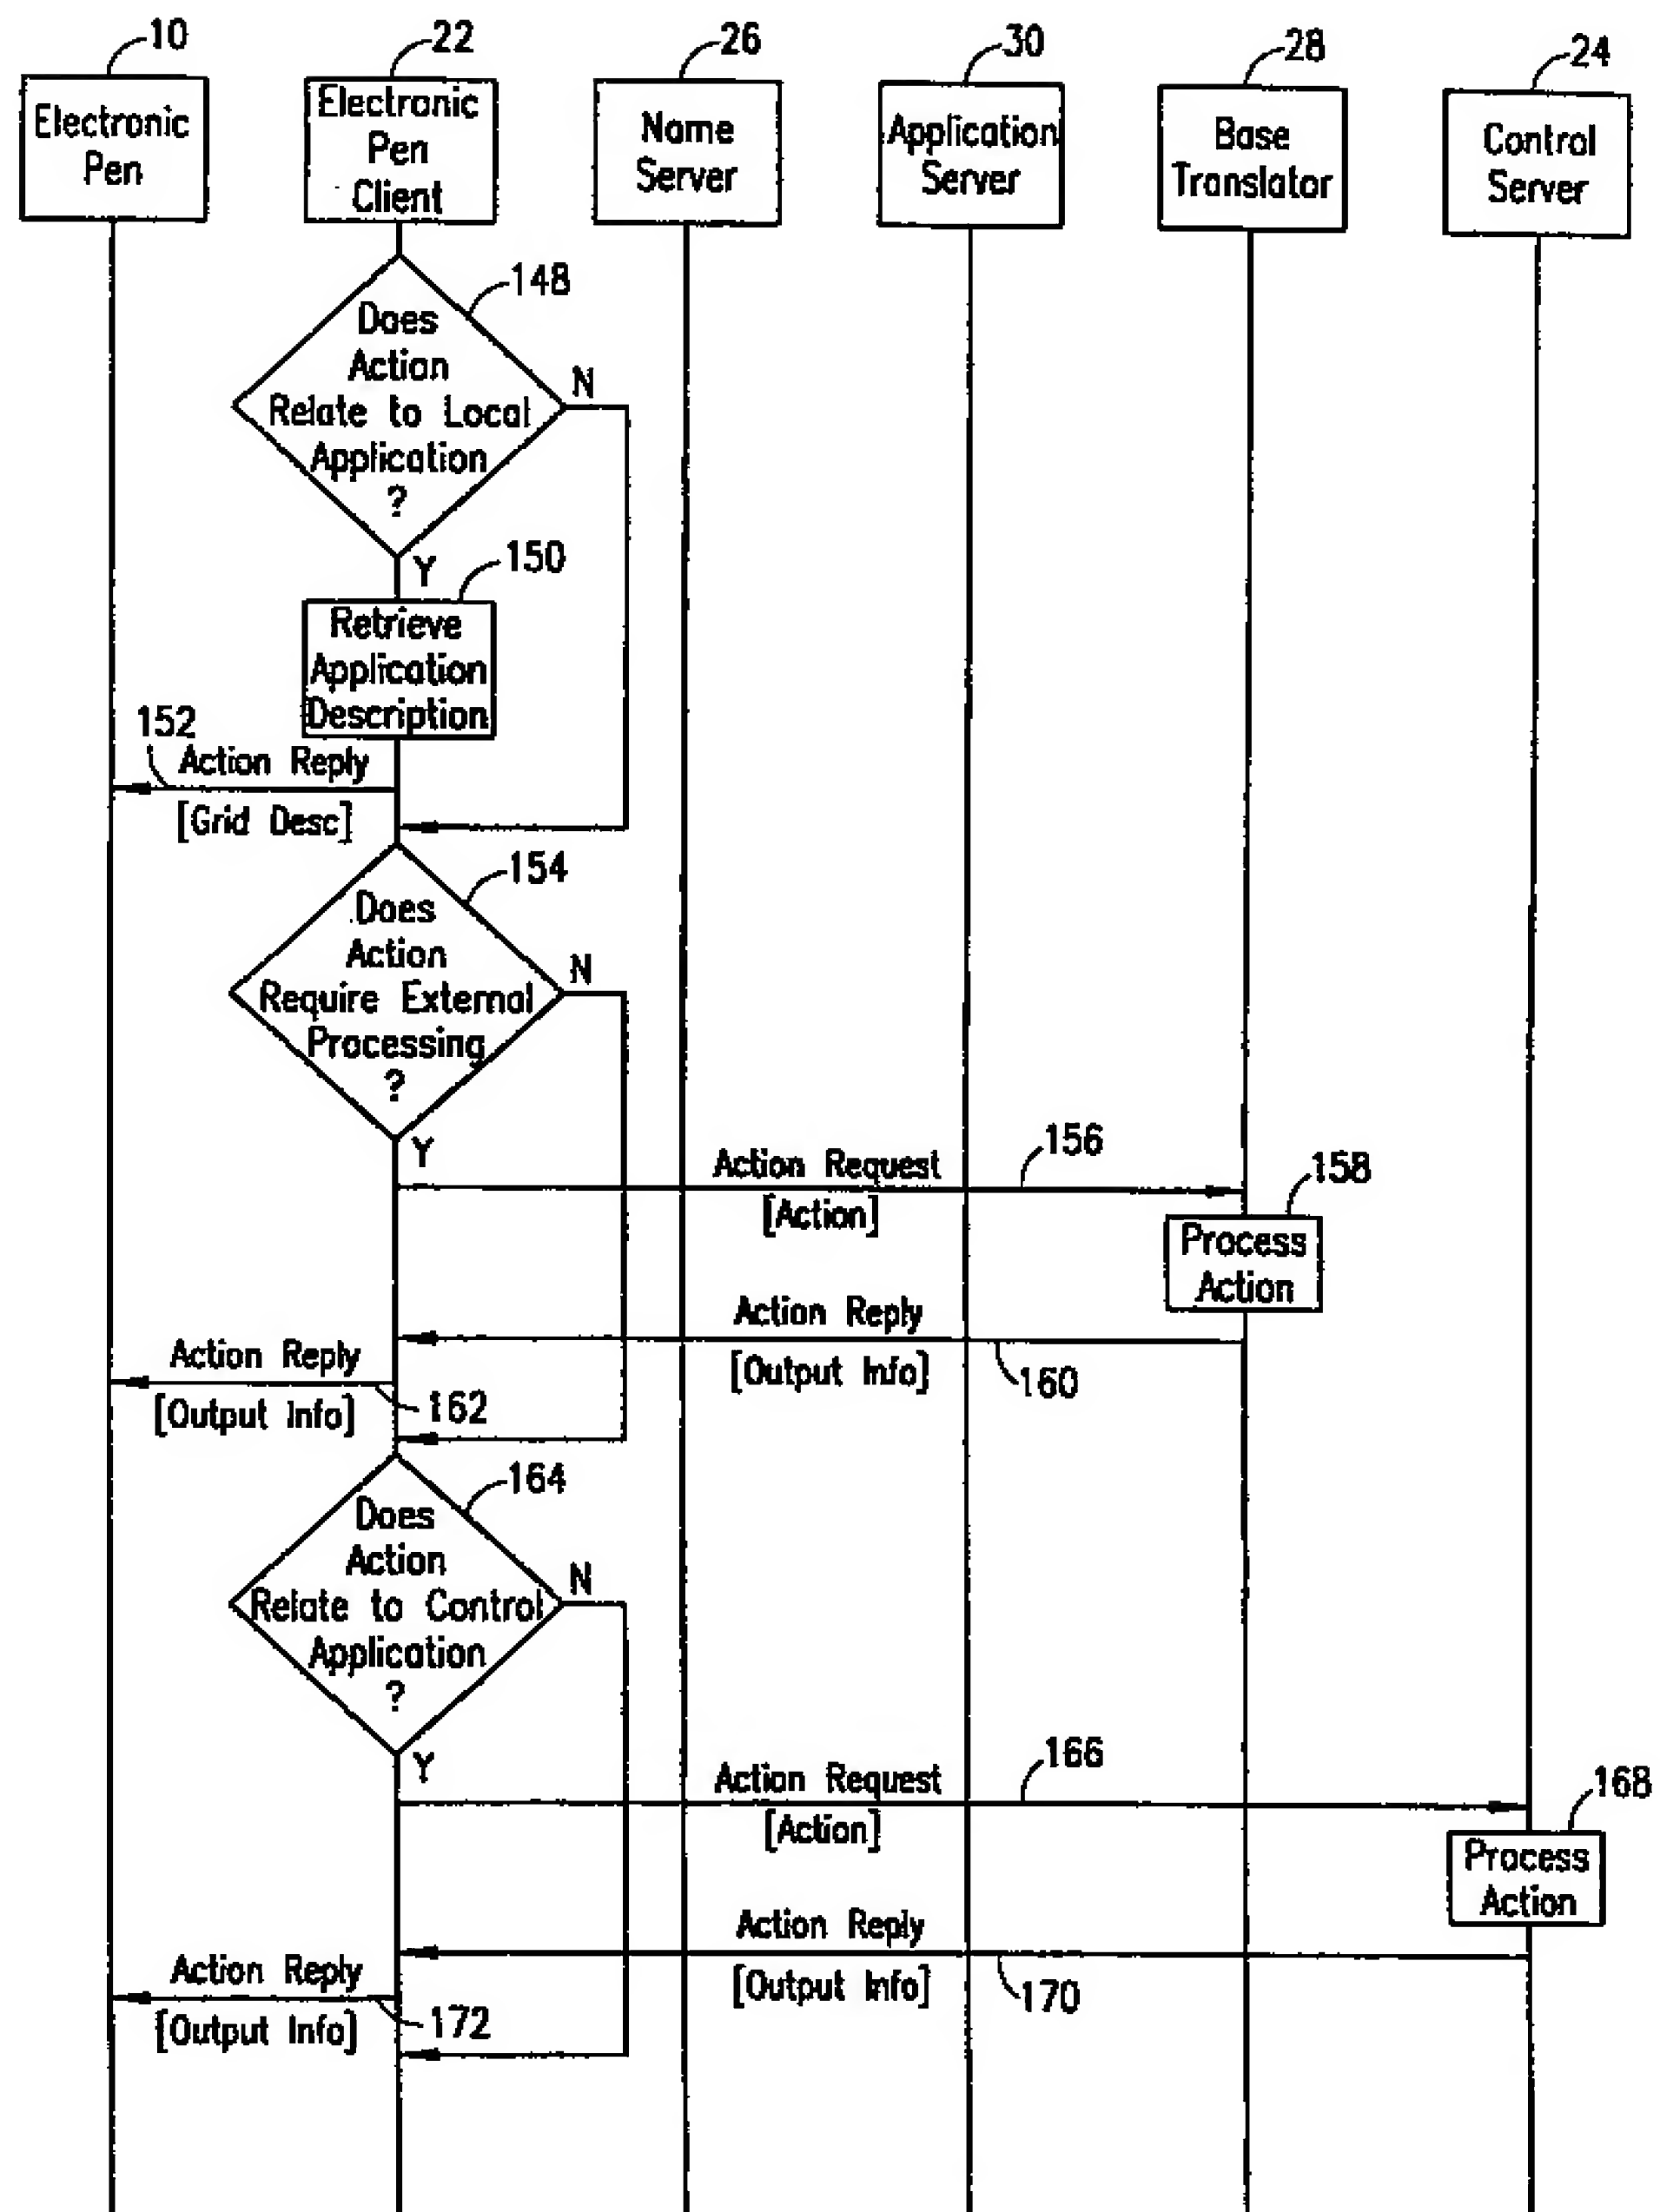 10
22
26
30
28
24
Electronic
Pen
Electronic
Pen
Client
Name
Server
Application
Server
Base
Translator
Control
Server
148
Does
Action
Relate to Local
Application
?
N
Y
150
Retrieve
Application
Description
152
Action Reply
[Grid Desc]
154
Does
Action
Require External
Processing
?
N
Y
Action Request
[Action]
156
158
Process
Action
Action Reply
[Output Info]
160
Action Reply
[Output Info]
162
164
Does
Action
Relate to Control
Application
?
N
Y
Action Request
[Action]
166
168
Process
Action
Action Reply
[Output Info]
170
Action Reply
[Output Info]
172